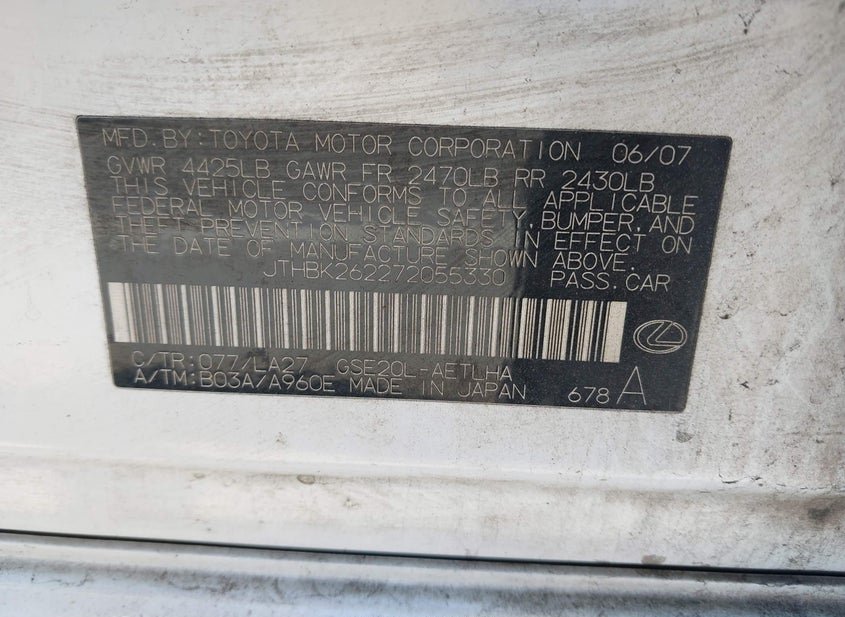 MFD. BY: TOYOTA MOTOR CORPORATION 06/07
GVWR 4425LB GAWR FR 2470LB RR 2430LB
THIS VEHICLE CONFORMS TO ALL APPLICABLE
FEDERAL MOTOR VEHICLE SAFETY, BUMPER, AND
THEFT PREVENTION STANDARDS IN EFFECT ON
THE DATE OF MANUFACTURE SHOWN ABOVE.
JTHBK262272055330 PASS.CAR
C/TR:077/LA27 GSE20L-AETLHA
A/TM:B03A/A960E MADE IN JAPAN 678A